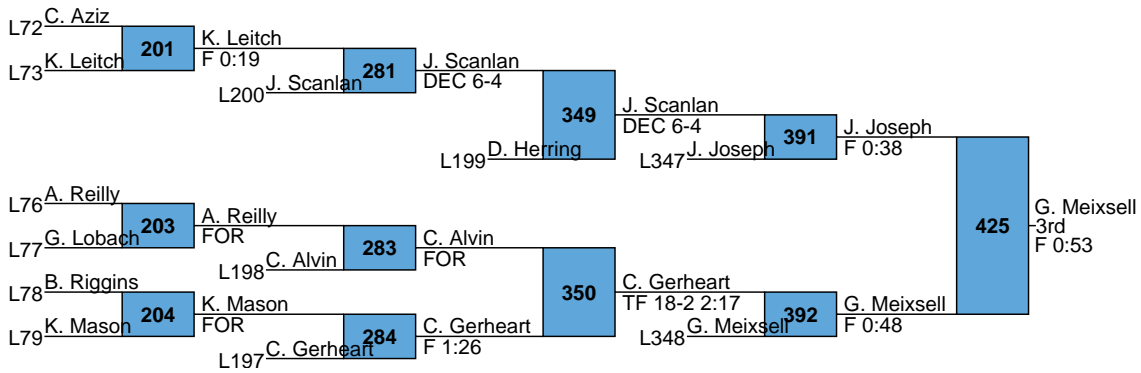 C. Aziz
L72
201
K. Leitch
F 0:19
K. Leitch
L73
281
J. Scanlan
DEC 6-4
J. Scanlan
L200
349
J. Scanlan
DEC 6-4
D. Herring
L199
391
J. Joseph
F 0:38
J. Joseph
L347
A. Reilly
L76
203
A. Reilly
FOR
G. Lobach
L77
283
C. Alvin
FOR
C. Alvin
L198
B. Riggins
L78
204
K. Mason
FOR
K. Mason
L79
284
C. Gerheart
F 1:26
C. Gerheart
L197
350
C. Gerheart
TF 18-2 2:17
392
G. Meixsell
F 0:48
G. Meixsell
L348
425
G. Meixsell
3rd
F 0:53